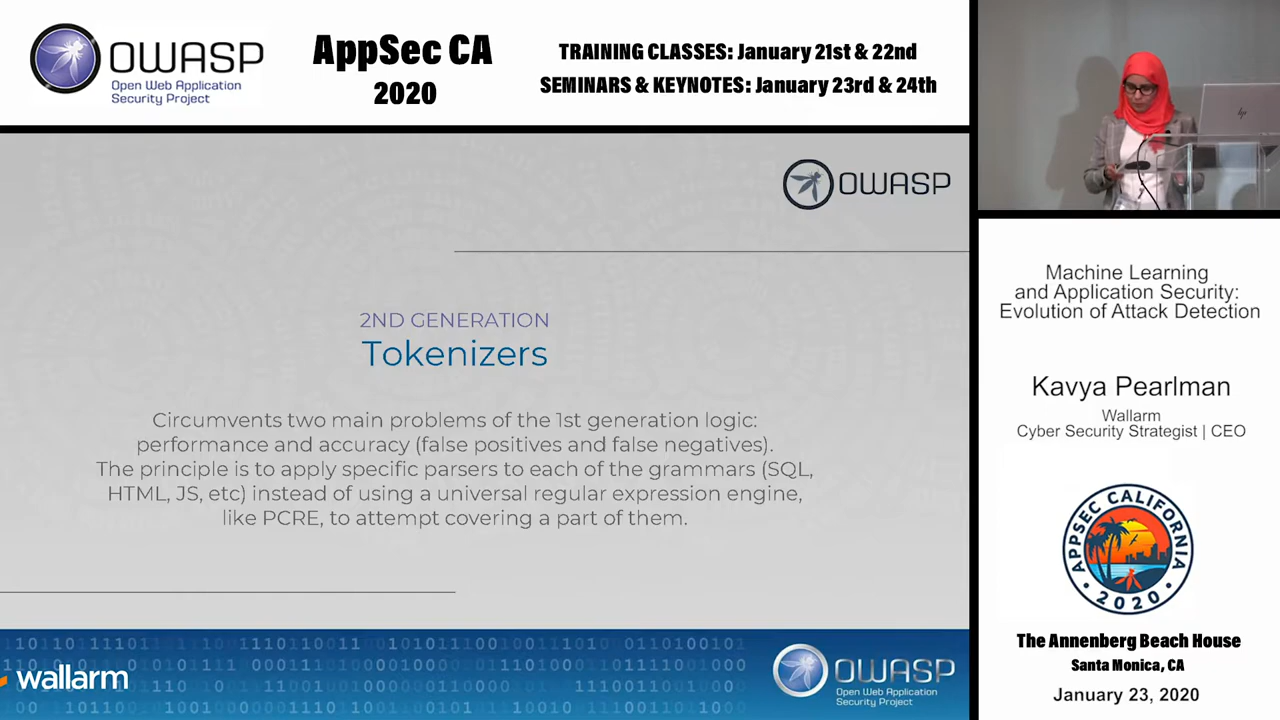 OWASP
Open Web Application
Security Project
AppSec CA
2020
TRAINING CLASSES: January 21st & 22nd
SEMINARS & KEYNOTES: January 23rd & 24th
OWASP
2ND GENERATION
Tokenizers
Circumvents two main problems of the 1st generation logic:
performance and accuracy (false positives and false negatives).
The principle is to apply specific parsers to each of the grammars (SQL,
HTML, JS, etc) instead of using a universal regular expression engine,
like PCRE, to attempt covering a part of them.
wallarm
OWASP
Open Web Application
Security Project
hp
Machine Learning
and Application Security:
Evolution of Attack Detection
Kavya Pearlman
Wallarm
Cyber Security Strategist | CEO
APPSEC CALIFORNIA
2020
The Annenberg Beach House
Santa Monica, CA
January 23, 2020